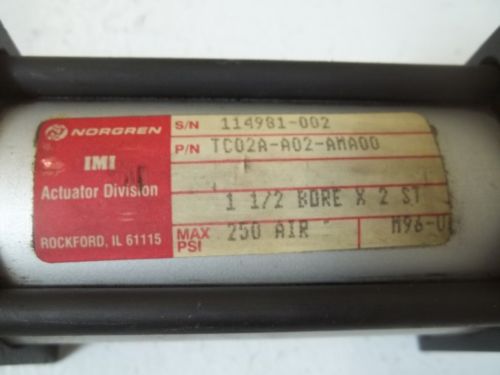 NORGREN
IMI
Actuator Division
ROCKFORD, IL 61115
S/N 114981-002
P/N TC02A-A02-AMA00
1 1/2 BORE X 2 ST
MAX PSI 250 AIR